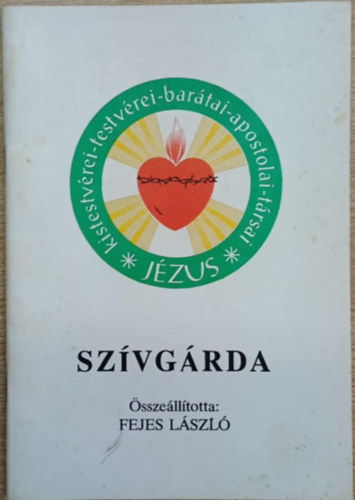 kistestvérei-testvérei-barátai-apostolai-társai
* JÉZUS *
SZÍVGÁRDA
Összeállította:
FEJES LÁSZLÓ